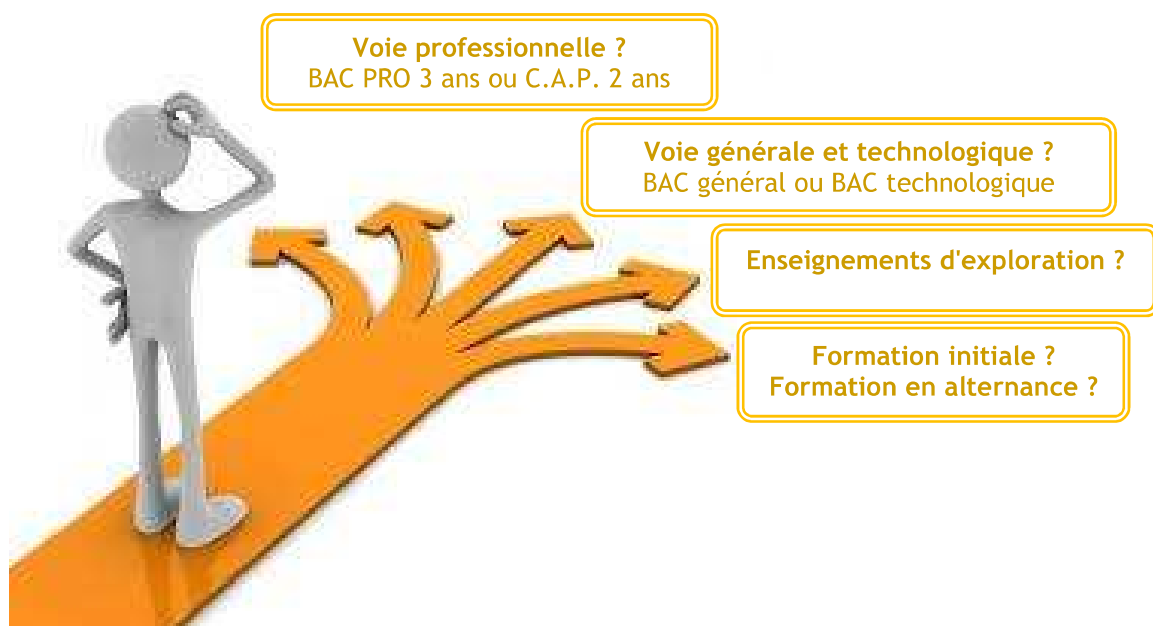 Voie professionnelle ?
BAC PRO 3 ans ou C.A.P. 2 ans
Voie générale et technologique ?
BAC général ou BAC technologique
Enseignements d'exploration ?
Formation initiale ?
Formation en alternance ?